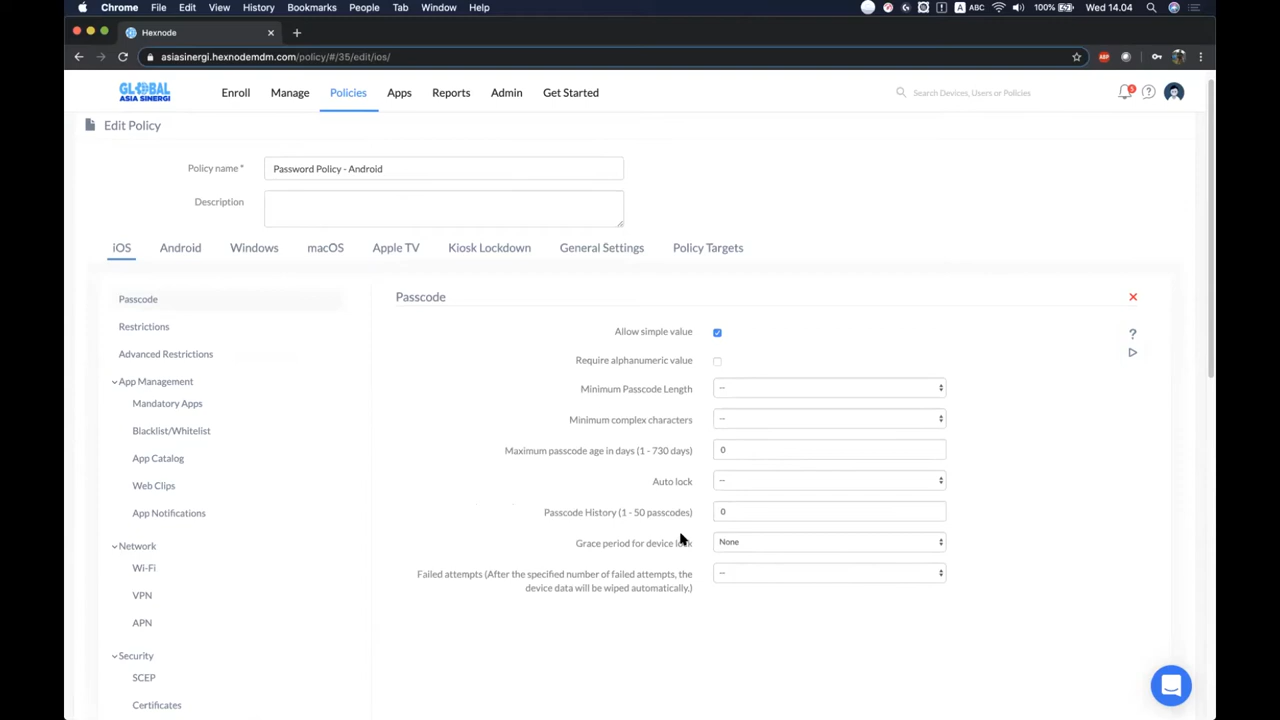 Chrome File Edit View History Bookmarks People Tab Window Help A ABC 100% Wed 14.04
Hexnode
asiasinergi.hexnodemdm.com/policy/#/35/edit/ios/
GLOBAL
ASIA SINERGI
Enroll Manage Policies Apps Reports Admin Get Started Search Devices, Users or Policies
Edit Policy
Policy name * Password Policy - Android
Description
iOS Android Windows macOS Apple TV Kiosk Lockdown General Settings Policy Targets
Passcode
Restrictions
Advanced Restrictions
App Management
Mandatory Apps
Blacklist/Whitelist
App Catalog
Web Clips
App Notifications
Network
Wi-Fi
VPN
APN
Security
SCEP
Certificates
Passcode
Allow simple value
Require alphanumeric value
Minimum Passcode Length --
Minimum complex characters --
Maximum passcode age in days (1 - 730 days) 0
Auto lock --
Passcode History (1 - 50 passcodes) 0
Grace period for device lock None
Failed attempts (After the specified number of failed attempts, the --
device data will be wiped automatically.)